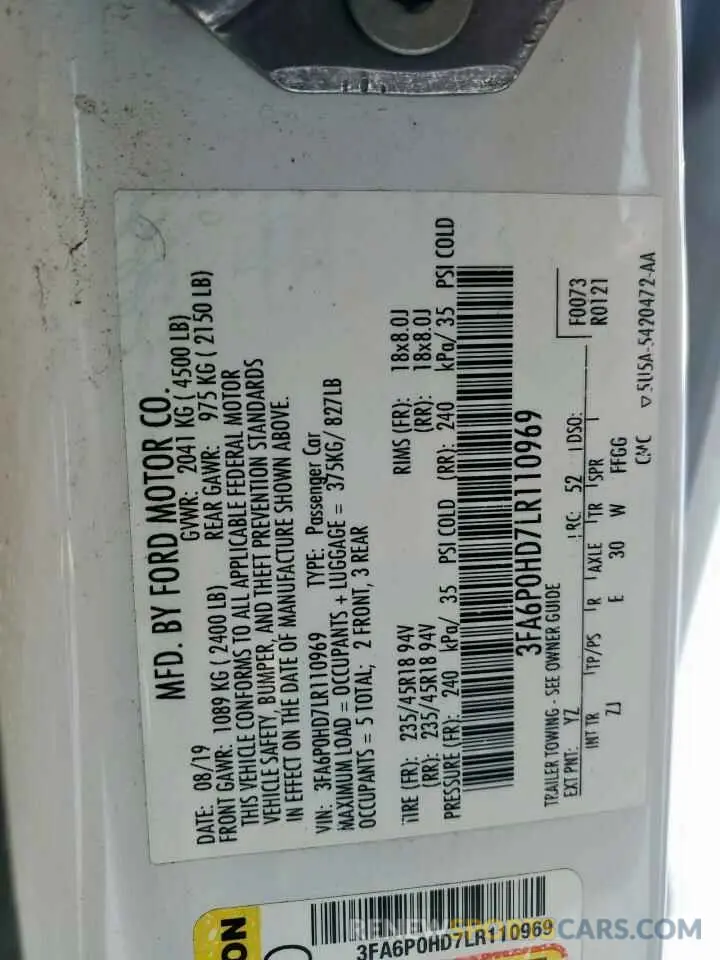 MFD. BY FORD MOTOR CO.
DATE: 08/19 GVWR: 2041 KG ( 4500 LB)
FRONT GAWR: 1089 KG ( 2400 LB) REAR GAWR: 975 KG ( 2150 LB)
THIS VEHICLE CONFORMS TO ALL APPLICABLE FEDERAL MOTOR
VEHICLE SAFETY, BUMPER, AND THEFT PREVENTION STANDARDS
IN EFFECT ON THE DATE OF MANUFACTURE SHOWN ABOVE.
VIN: 3FA6P0HD7LR110969 TYPE: Passenger Car
MAXIMUM LOAD = OCCUPANTS + LUGGAGE = 375KG/ 827LB
OCCUPANTS = 5 TOTAL; 2 FRONT, 3 REAR
TIRE (FR): 235/45R18 94V RIMS (FR): 18x8.0J
(RR): 235/45R18 94V (RR): 18x8.0J
PRESSURE (FR): 240 kPa/ 35 PSI COLD (RR): 240 kPa/ 35 PSI COLD
3FA6P0HD7LR110969
TRAILER TOWING - SEE OWNER GUIDE
EXT PNT: YZ RC: 52 DSO: F0073
R0121
INT TR TP/PS R AXLE TR SPR
ZJ E 30 W FFGG
CMC ▽5U5A-5420472-AA
ON
3FA6P0HD7LR110969
RENEWSPORTSCARS.COM